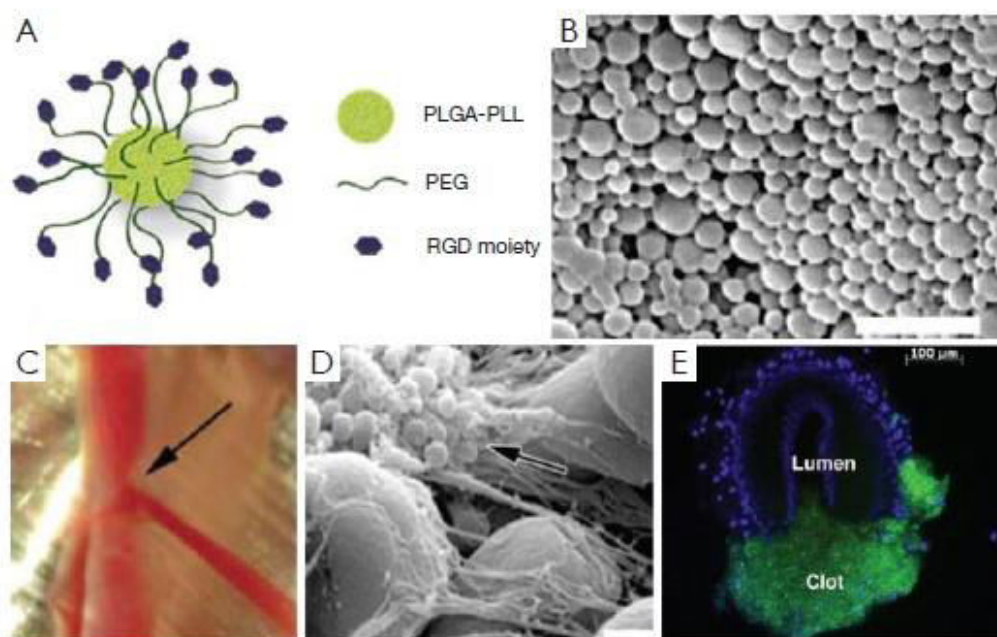 A
PLGA-PLL
PEG
RGD moiety
B
C
D
E
100 μm
Lumen
Clot